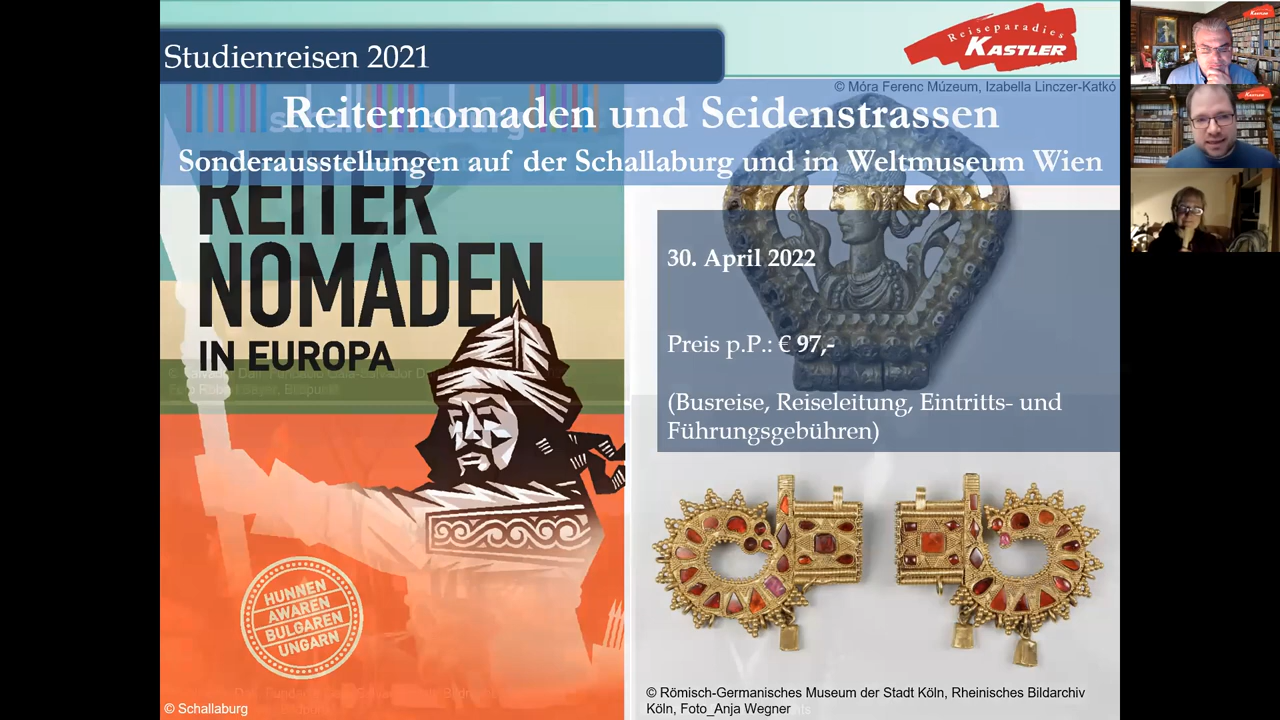 Studienreisen 2021
Reiseparadies
KASTLER
© Móra Ferenc Múzeum, Izabella Linczer-Katkó
Reiternomaden und Seidenstrassen
Sonderausstellungen auf der Schallaburg und im Weltmuseum Wien
REITER
NOMADEN
IN EUROPA
30. April 2022
Preis p.P.: € 97,-
(Busreise, Reiseleitung, Eintritts- und
Führungsgebühren)
HUNNEN
AWAREN
BULGAREN
UNGARN
© Schallaburg
© Römisch-Germanisches Museum der Stadt Köln, Rheinisches Bildarchiv
Köln, Foto_Anja Wegner
KASTLER
KASTLER